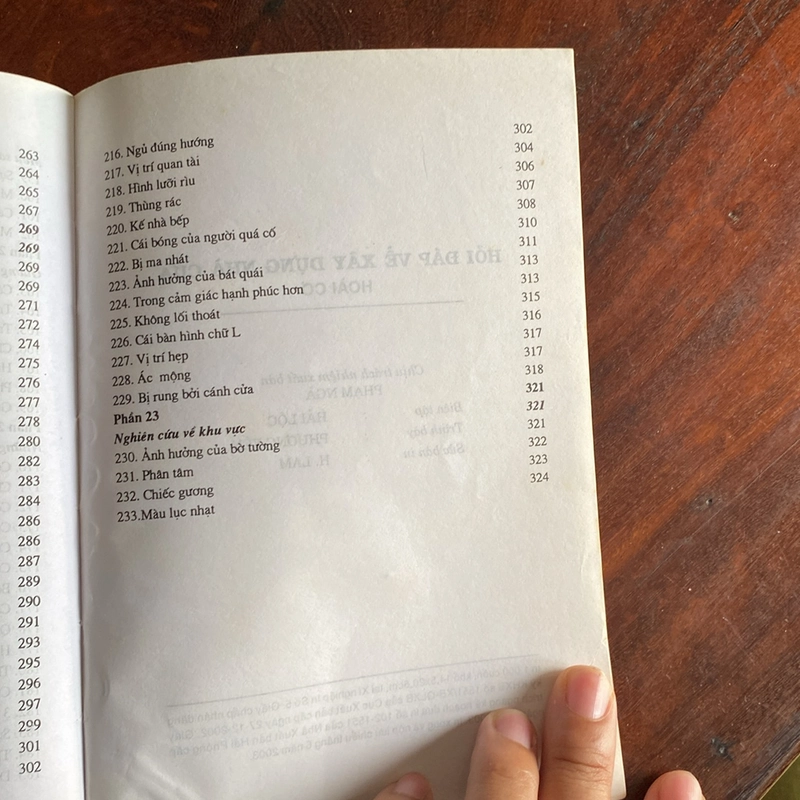 263
264
265
267
269
269
269
269
271
272
274
275
276
277
278
280
282
283
284
286
286
287
289
290
291
293
295
296
297
299
301
302
216. Ngủ đúng hướng 302
217. Vị trí quan tài 304
218. Hình lưỡi rìu 306
219. Thùng rác 307
220. Kế nhà bếp 308
221. Cái bóng của người quá cố 310
222. Bị ma nhát 311
223. Ảnh hưởng của bát quái 313
224. Trong cảm giác hạnh phúc hơn 313
225. Không lối thoát 315
226. Cái bàn hình chữ L 316
227. Vị trí hẹp 317
228. Ác mộng 317
229. Bị rung bởi cánh cửa 318
Phần 23 321
Nghiên cứu về khu vực 321
230. Ảnh hưởng của bờ tường 321
231. Phân tâm 322
232. Chiếc gương 323
233.Màu lục nhạt 324